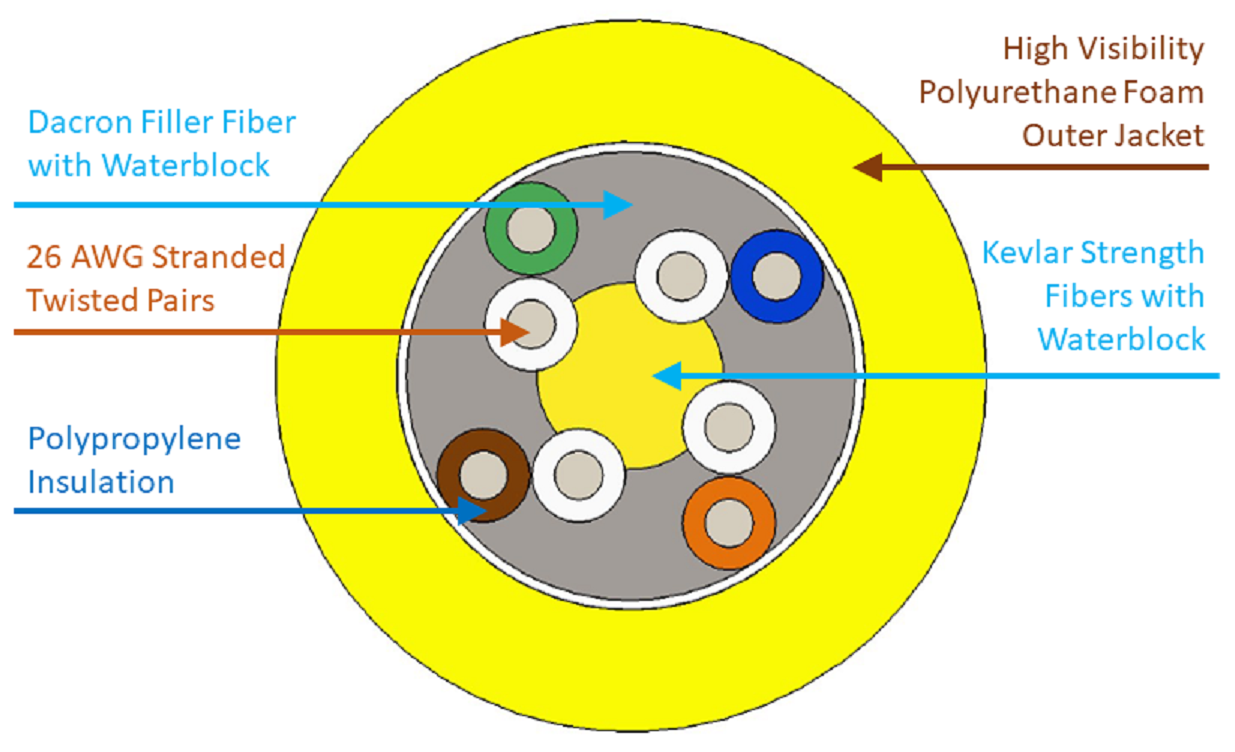 High Visibility
Polyurethane Foam
Outer Jacket
Dacron Filler Fiber
with Waterblock
26 AWG Stranded
Twisted Pairs
Kevlar Strength
Fibers with
Waterblock
Polypropylene
Insulation